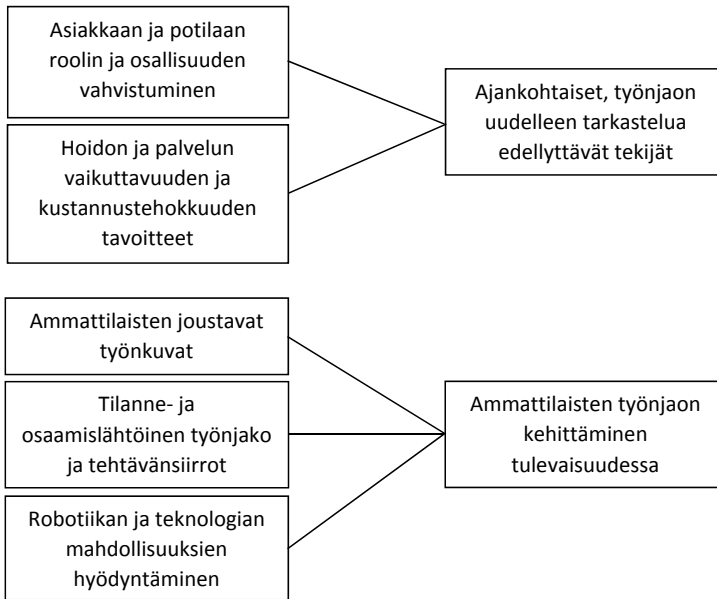 Asiakkaan ja potilaan
roolin ja osallisuuden
vahvistuminen
Hoidon ja palvelun
vaikuttavuuden ja
kustannustehokkuuden
tavoitteet
Ajankohtaiset, työnjaon
uudelleen tarkastelua
edellyttävät tekijät
Ammattilaisten joustavat
työnkuvat
Tilanne- ja
osaamislähtöinen työnjako
ja tehtävänsiirrot
Robotiikan ja teknologian
mahdollisuuksien
hyödyntäminen
Ammattilaisten työnjaon
kehittäminen
tulevaisuudessa